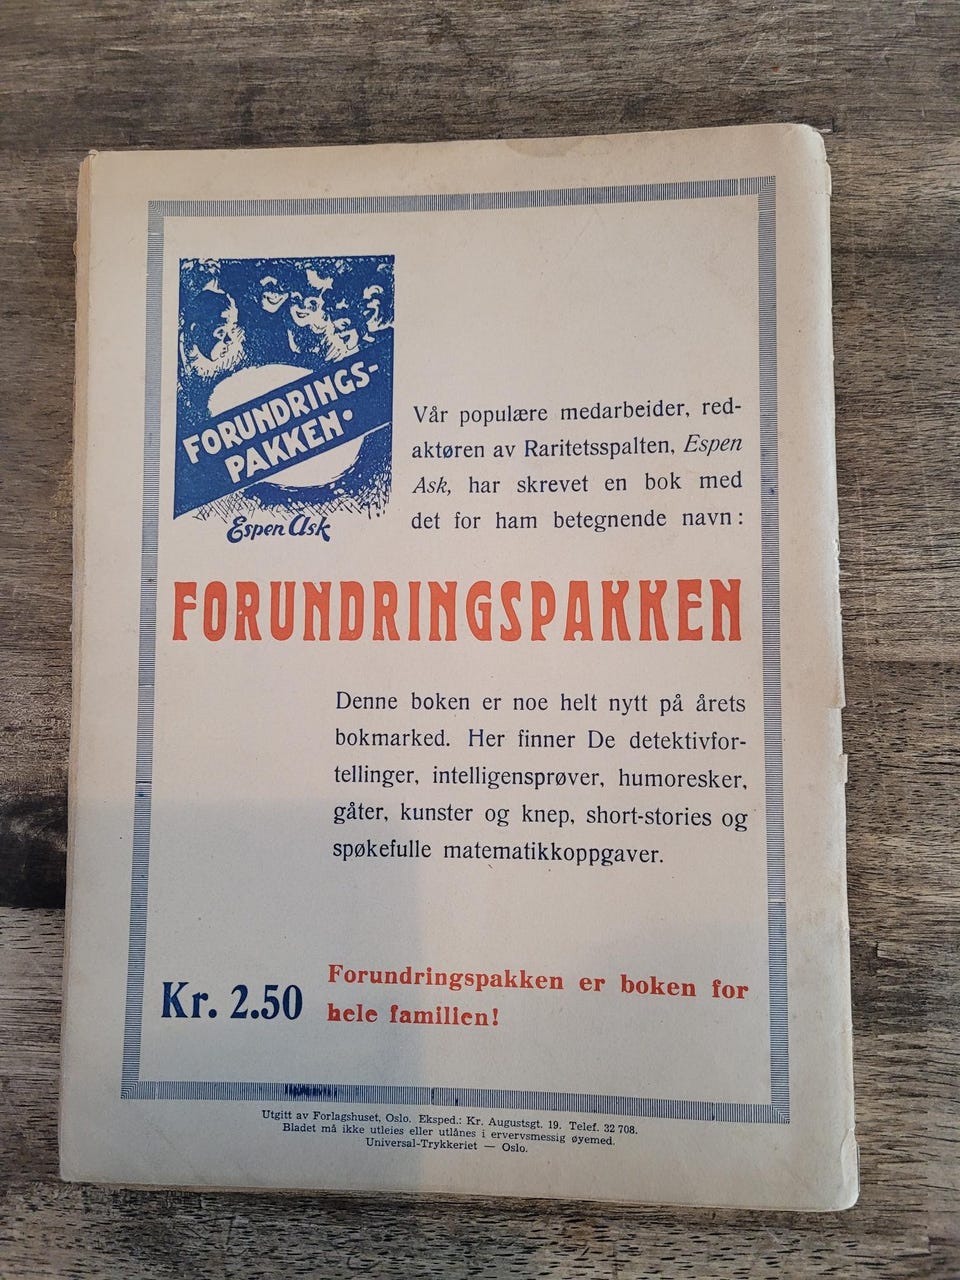 FORUNDRINGS-
PAKKEN.
Espen Ask
Vår populære medarbeider, red-
aktøren av Raritetsspalten, Espen
Ask, har skrevet en bok med
det for ham betegnende navn:
FORUNDRINGSPAKKEN
Denne boken er noe helt nytt på årets
bokmarked. Her finner De detektivfor-
tellinger, intelligensprøver, humoresker,
gåter, kunster og knep, short-stories og
spøkefulle matematikkoppgaver.
Kr. 2.50
Forundringspakken er boken for
hele familien!
Utgitt av Forlagshuset, Oslo. Eksped.: Kr. Augustsgt. 19. Telef. 32 708.
Bladet må ikke utleies eller utlånes i ervervsmessig øyemed.
Universal-Trykkeriet — Oslo.